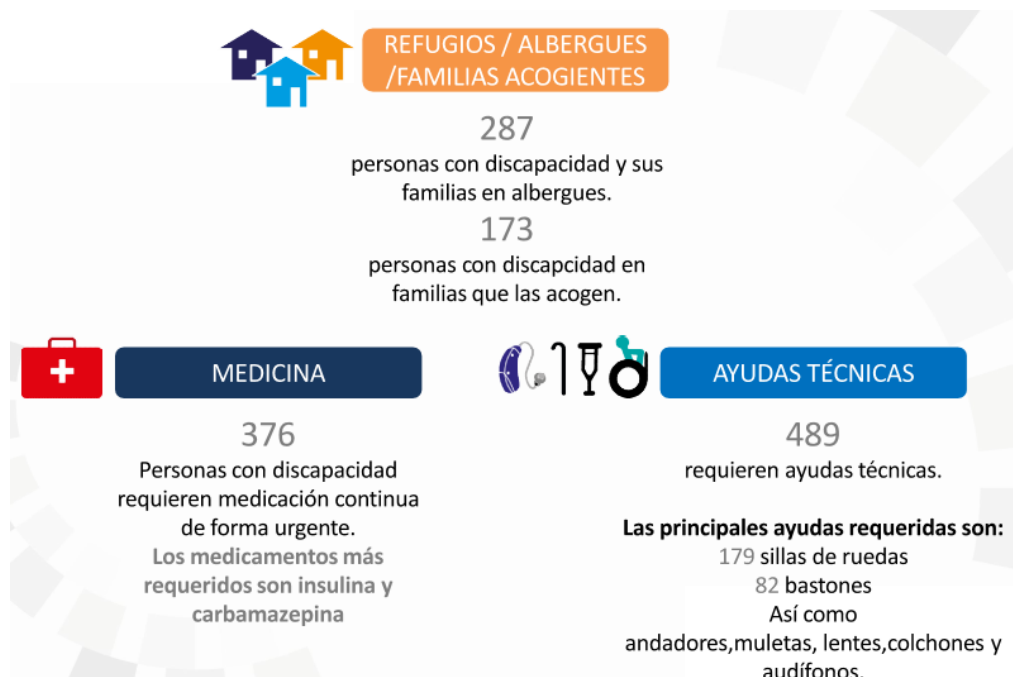 REFUGIOS / ALBERGUES
/FAMILIAS ACOGIENTES
287
personas con discapacidad y sus
familias en albergues.
173
personas con discapcidad en
familias que las acogen.
MEDICINA
376
Personas con discapacidad
requieren medicación continua
de forma urgente.
Los medicamentos más
requeridos son insulina y
carbamazepina
AYUDAS TÉCNICAS
489
requieren ayudas técnicas.
Las principales ayudas requeridas son:
179 sillas de ruedas
82 bastones
Así como
andadores,muletas, lentes,colchones y
audífonos.